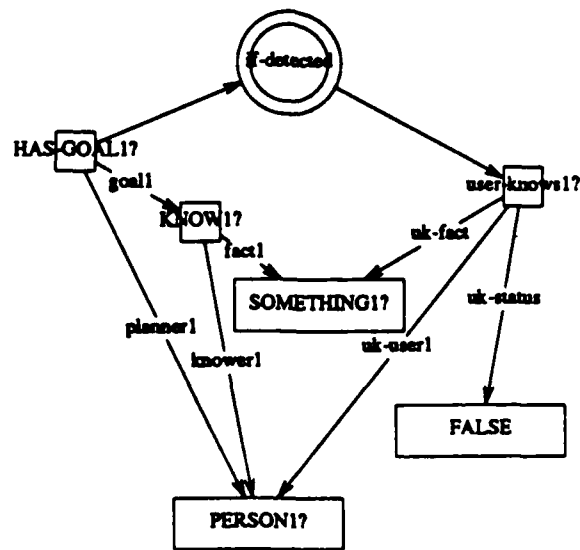 if-detected
HAS-GOAL1?
goal1
user-knows1?
KNOW1?
uk-fact
fact1
SOMETHING1?
uk-status
planner1
knower1
uk-user1
FALSE
PERSON1?